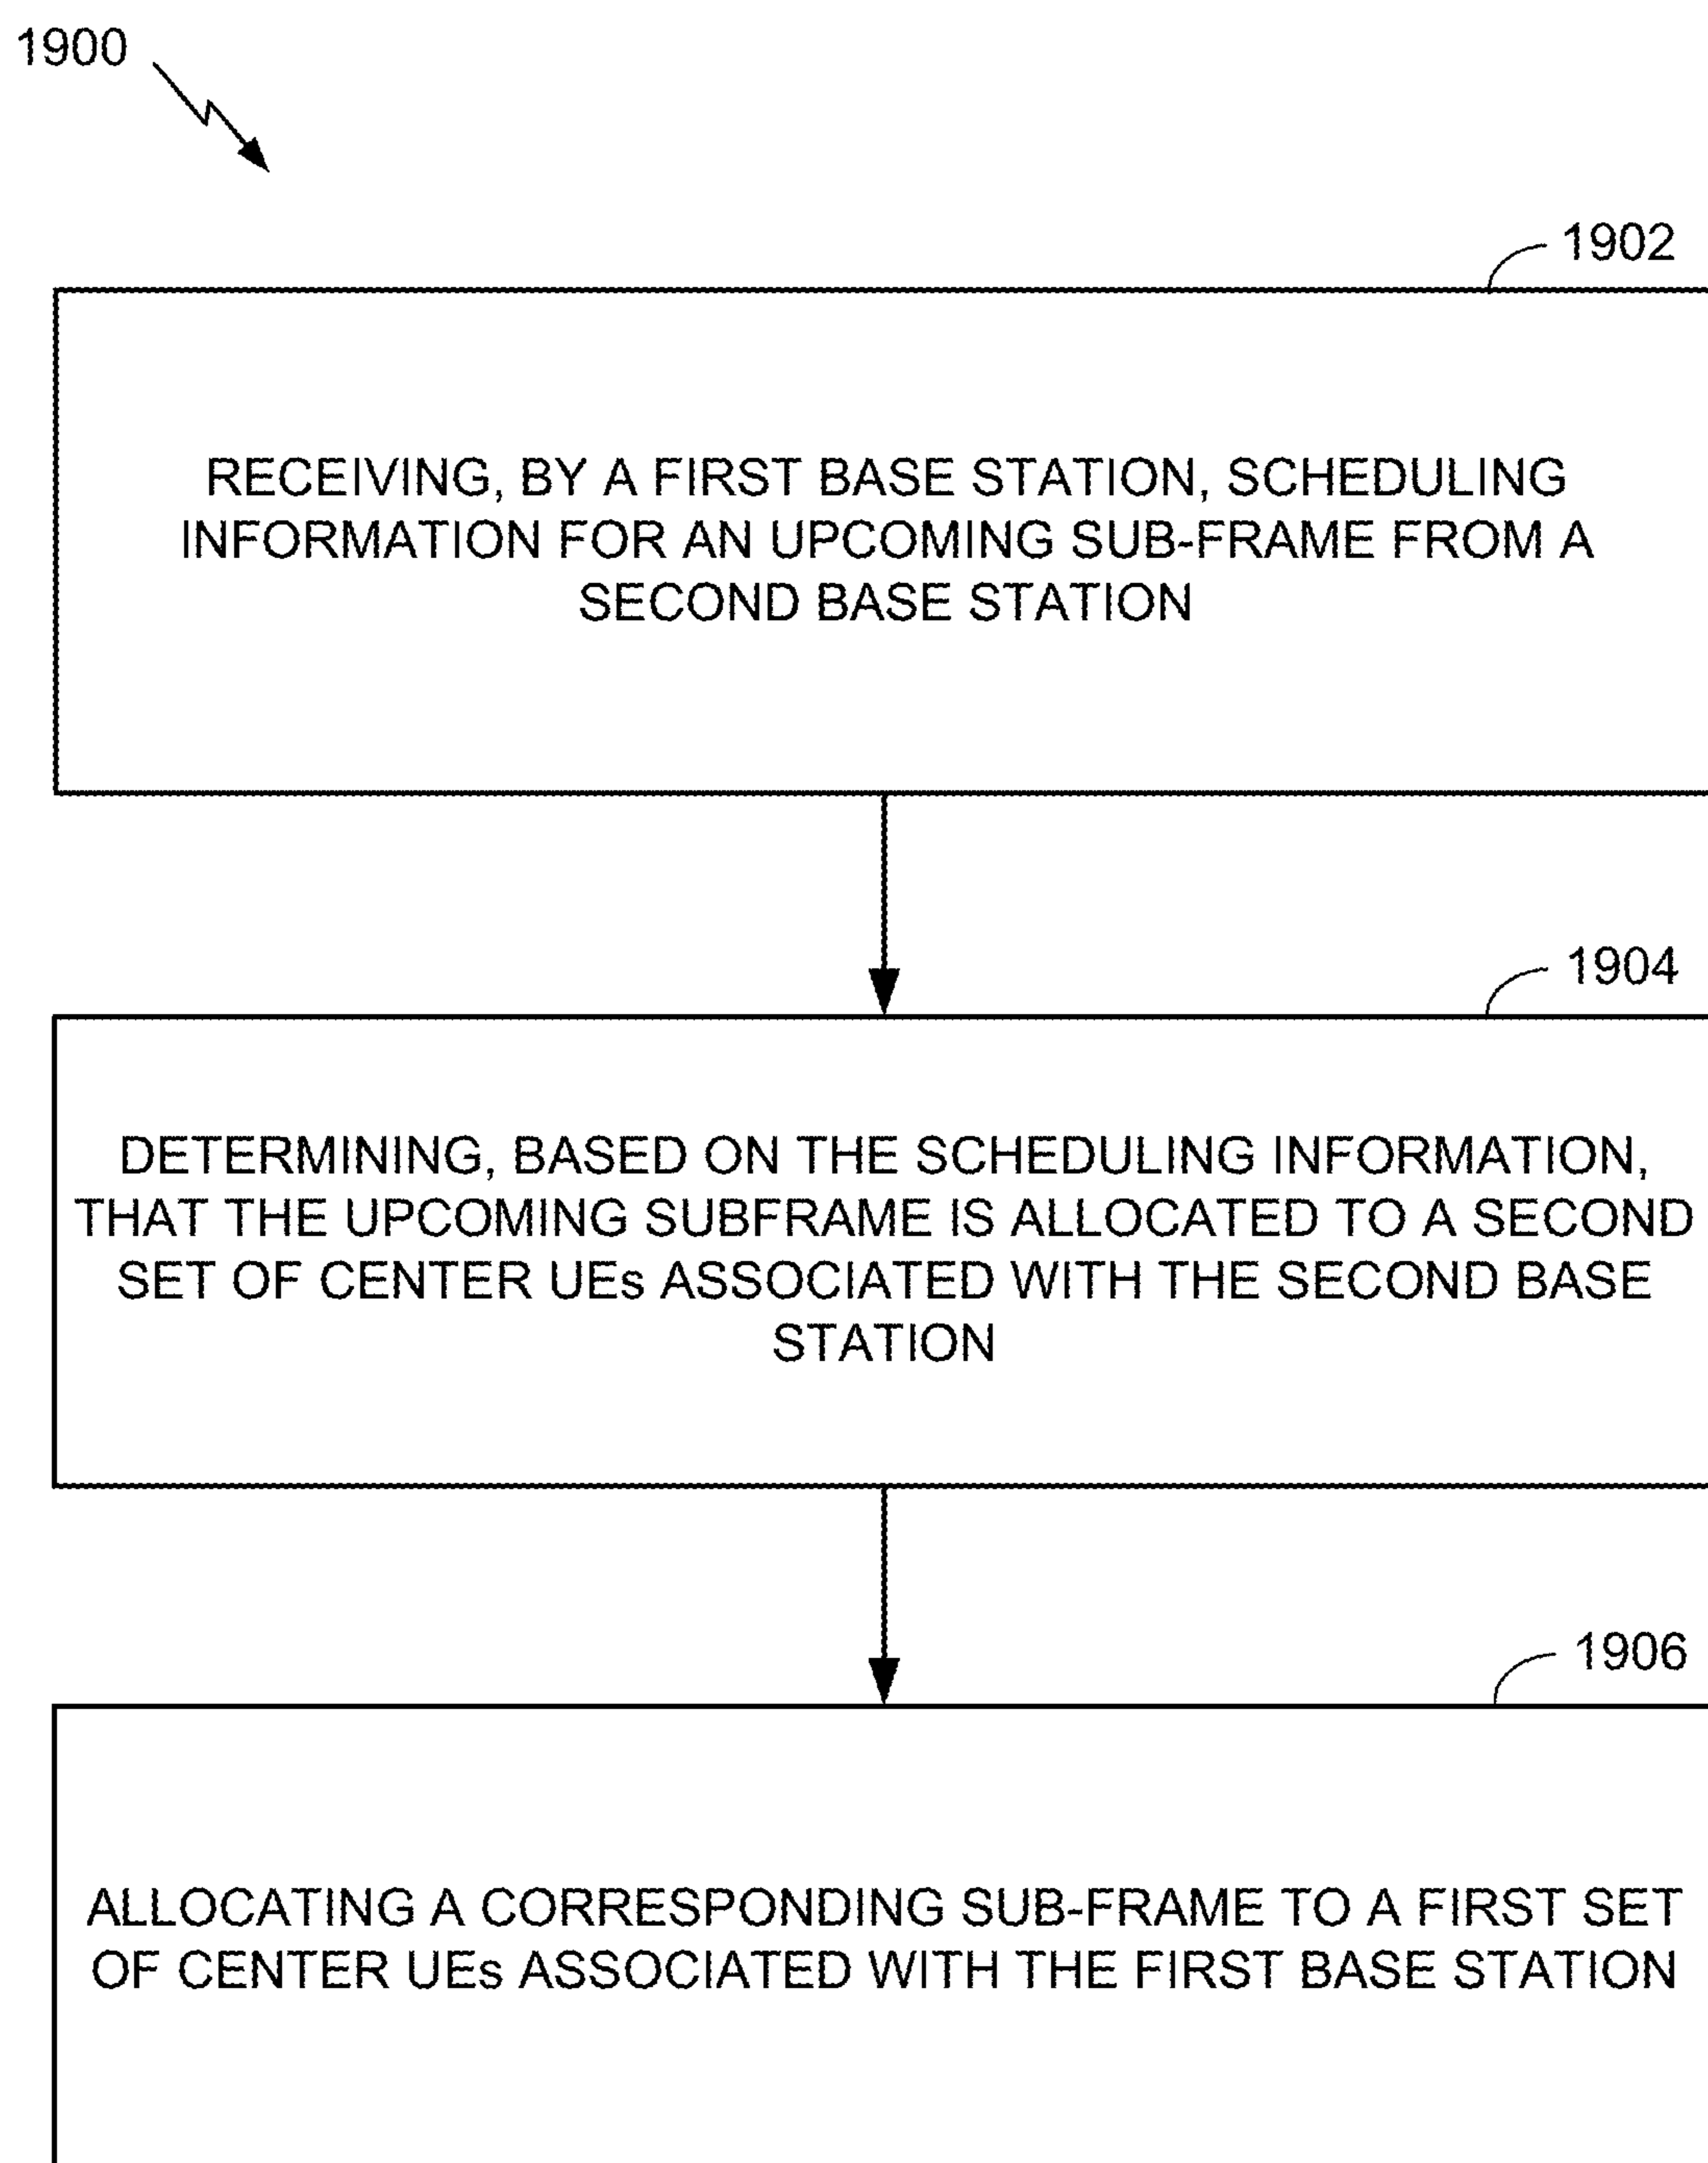 1900
1902
RECEIVING, BY A FIRST BASE STATION, SCHEDULING
INFORMATION FOR AN UPCOMING SUB-FRAME FROM A
SECOND BASE STATION
1904
DETERMINING, BASED ON THE SCHEDULING INFORMATION,
THAT THE UPCOMING SUBFRAME IS ALLOCATED TO A SECOND
SET OF CENTER UEs ASSOCIATED WITH THE SECOND BASE
STATION
1906
ALLOCATING A CORRESPONDING SUB-FRAME TO A FIRST SET
OF CENTER UEs ASSOCIATED WITH THE FIRST BASE STATION